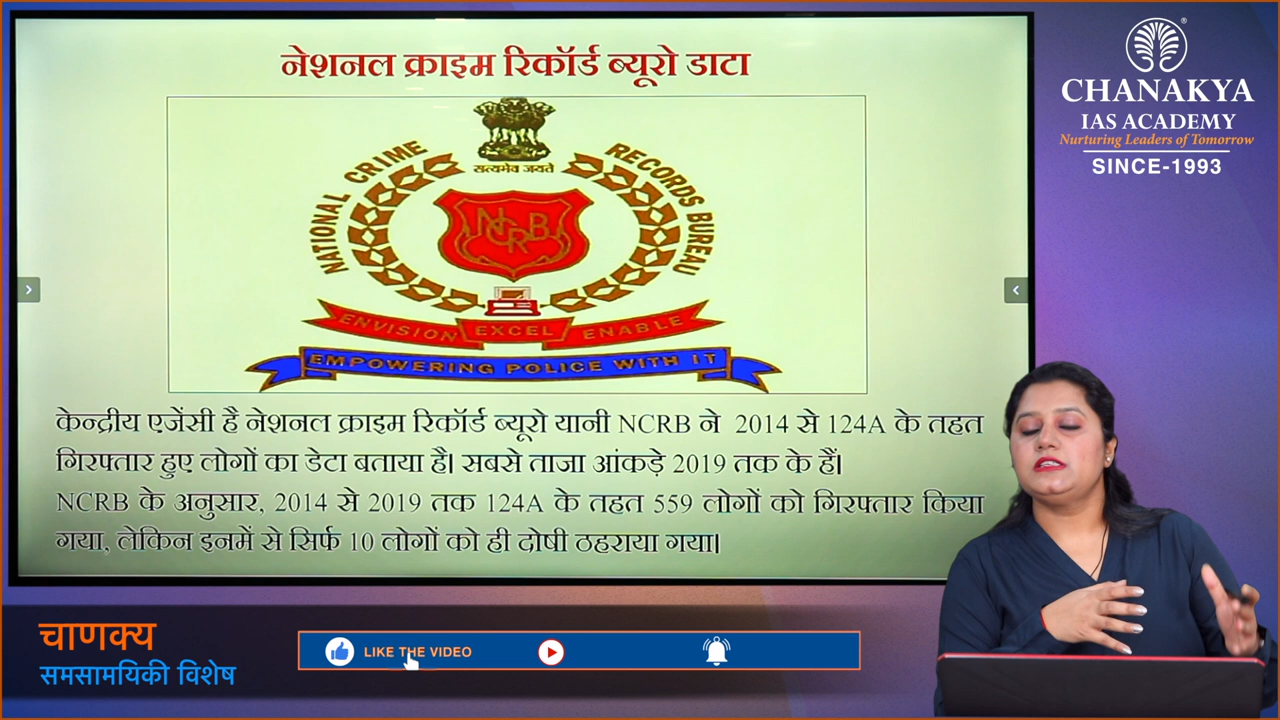 नेशनल क्राइम रिकॉर्ड ब्यूरो डाटा
सत्यमेव जयते
NATIONAL CRIME RECORDS BUREAU
NCRB
ENVISION EXCEL ENABLE
EMPOWERING POLICE WITH IT
केन्द्रीय एजेंसी है नेशनल क्राइम रिकॉर्ड ब्यूरो यानी NCRB ने 2014 से 124A के तहत
गिरफ्तार हुए लोगों का डेटा बताया है। सबसे ताजा आंकड़े 2019 तक के हैं।
NCRB के अनुसार, 2014 से 2019 तक 124A के तहत 559 लोगों को गिरफ्तार किया
गया, लेकिन इनमें से सिर्फ 10 लोगों को ही दोषी ठहराया गया।
®
CHANAKYA
IAS ACADEMY
Nurturing Leaders of Tomorrow
SINCE-1993
चाणक्य
समसामयिकी विशेष
LIKE THE VIDEO